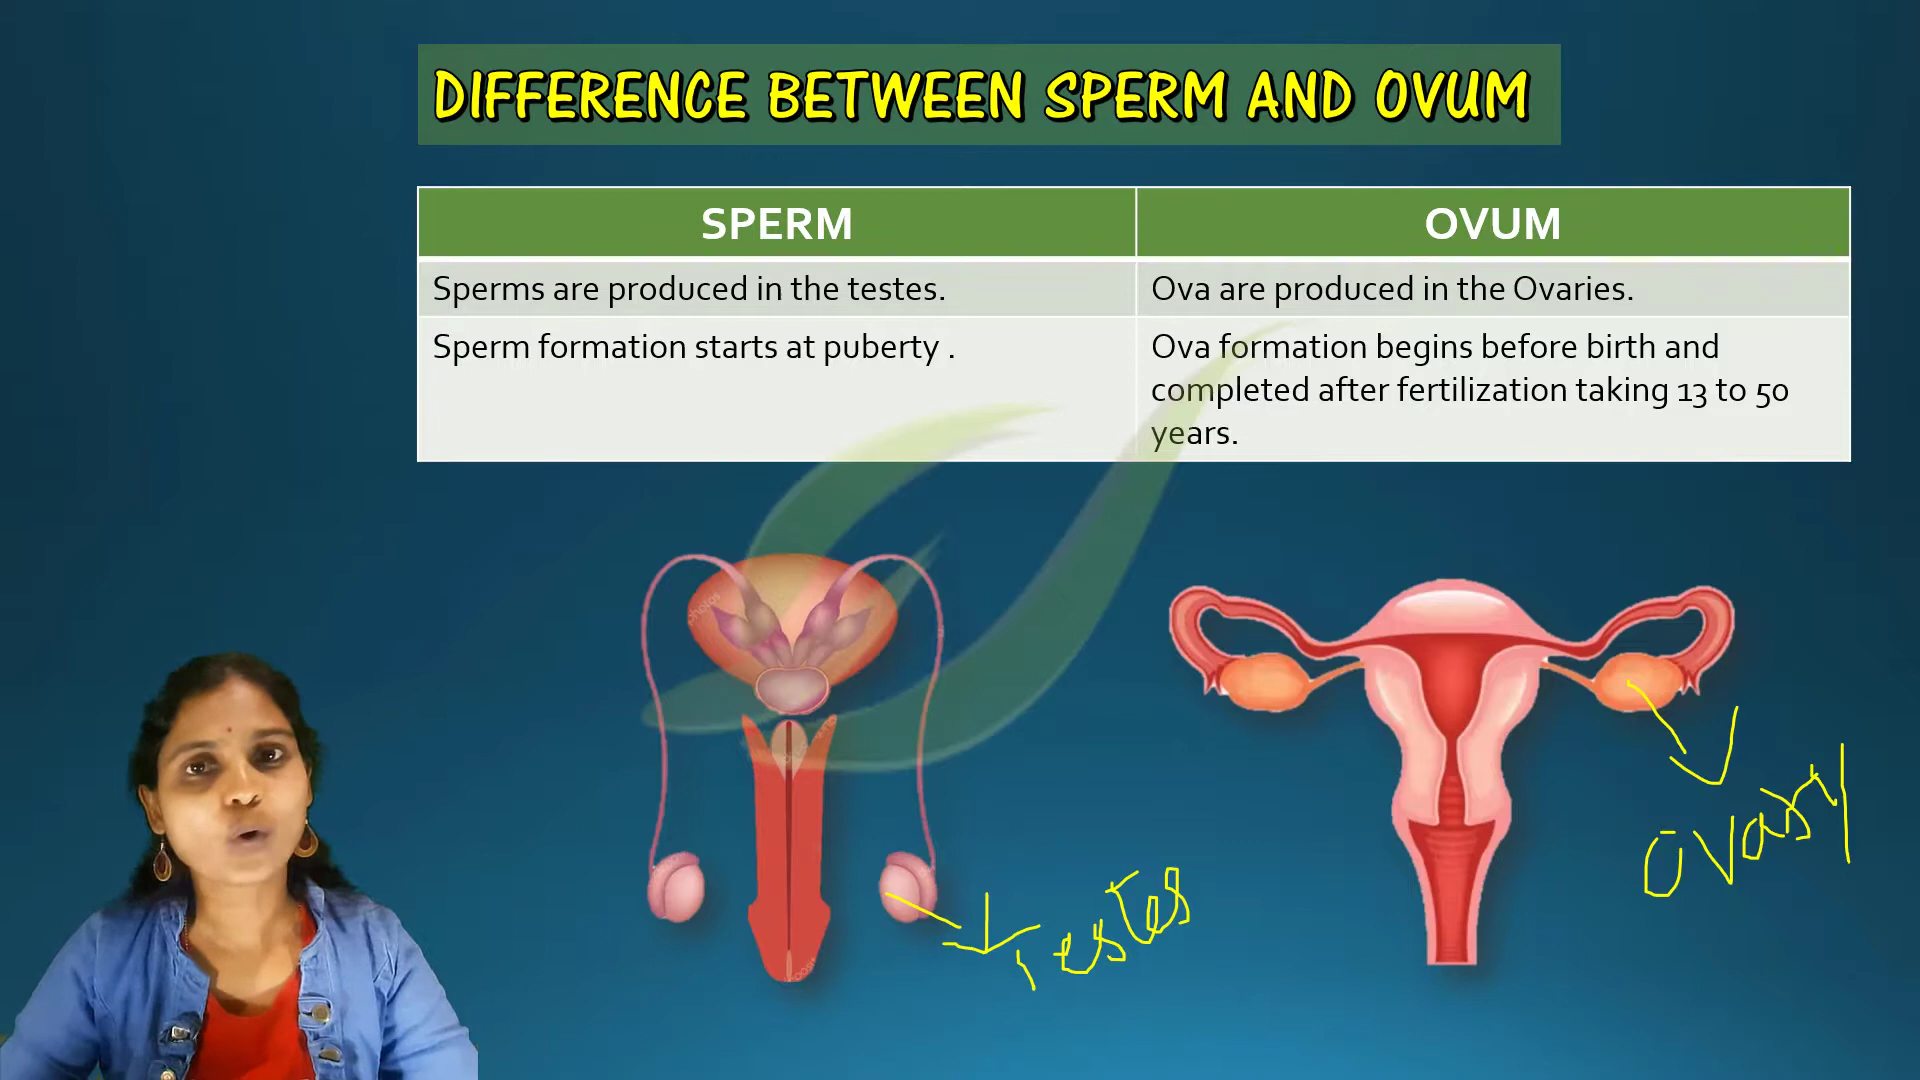 DIFFERENCE BETWEEN SPERM AND OVUM
SPERM
OVUM
Sperms are produced in the testes.
Ova are produced in the Ovaries.
Sperm formation starts at puberty .
Ova formation begins before birth and
completed after fertilization taking 13 to 50
years.
Testes
Ovary